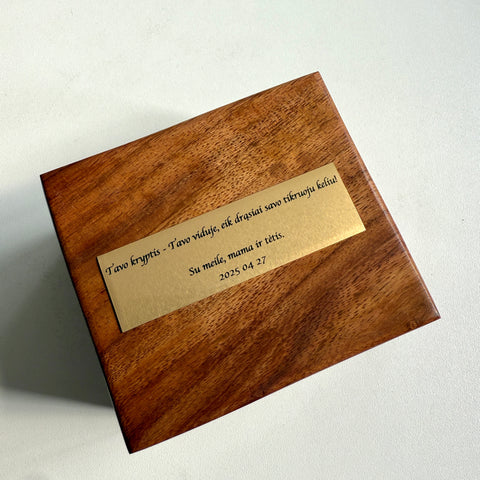 Tavo kryptis - Tavo viduje, eik drąsiai savo tikruoju keliu!
Su meile, mama ir tėtis.
2025 04 27